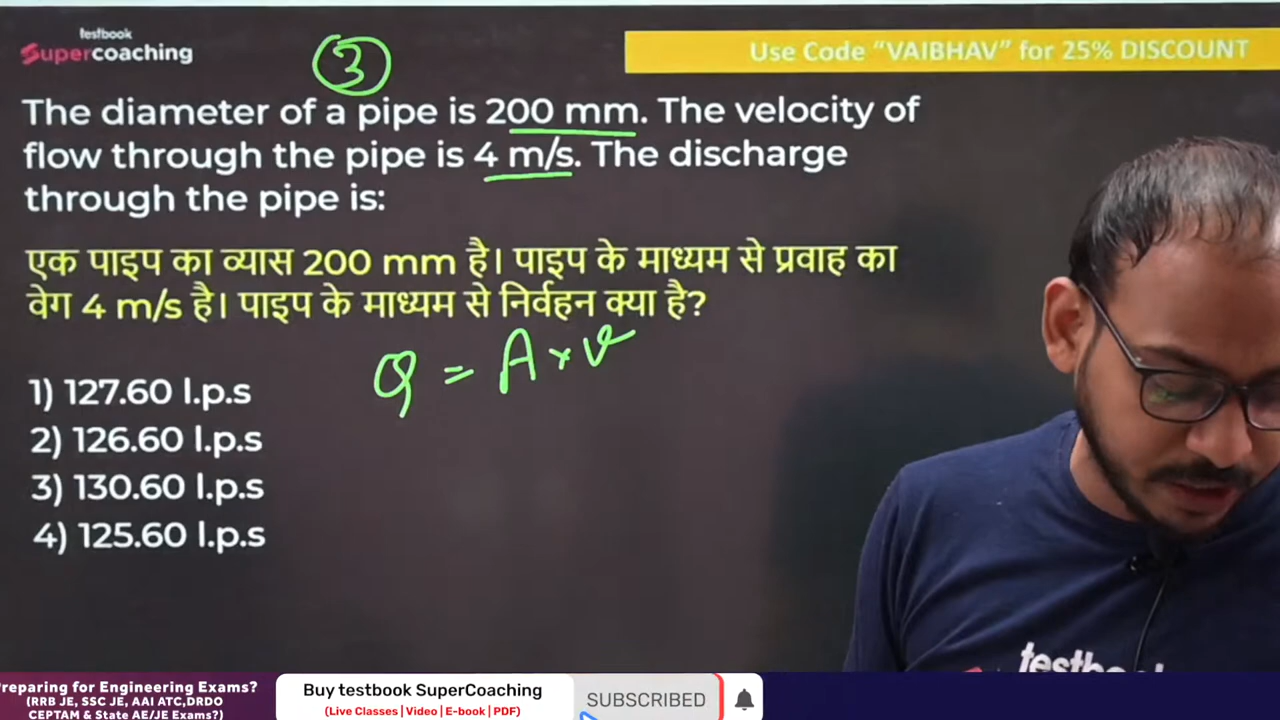 testbook
Supercoaching
Use Code “VAIBHAV” for 25% DISCOUNT
3
The diameter of a pipe is 200 mm. The velocity of
flow through the pipe is 4 m/s. The discharge
through the pipe is:
एक पाइप का व्यास 200 mm है। पाइप के माध्यम से प्रवाह का
वेग 4 m/s है। पाइप के माध्यम से निर्वहन क्या है?
Q = A × v
1) 127.60 l.p.s
2) 126.60 l.p.s
3) 130.60 l.p.s
4) 125.60 l.p.s
testbook
Preparing for Engineering Exams?
(RRB JE, SSC JE, AAI ATC,DRDO
CEPTAM & State AE/JE Exams?)
Buy testbook SuperCoaching
(Live Classes | Video | E-book | PDF)
SUBSCRIBED